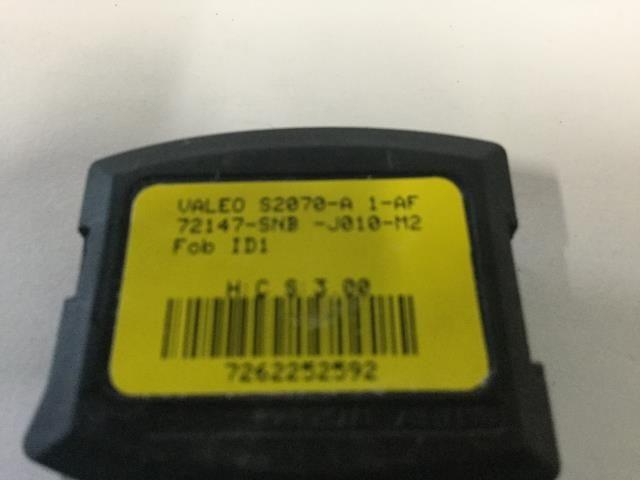 VALEO S2070-A 1-AF
72147-SNB -J010-M2
Fob ID1
H:C:S:3.00
7262252592